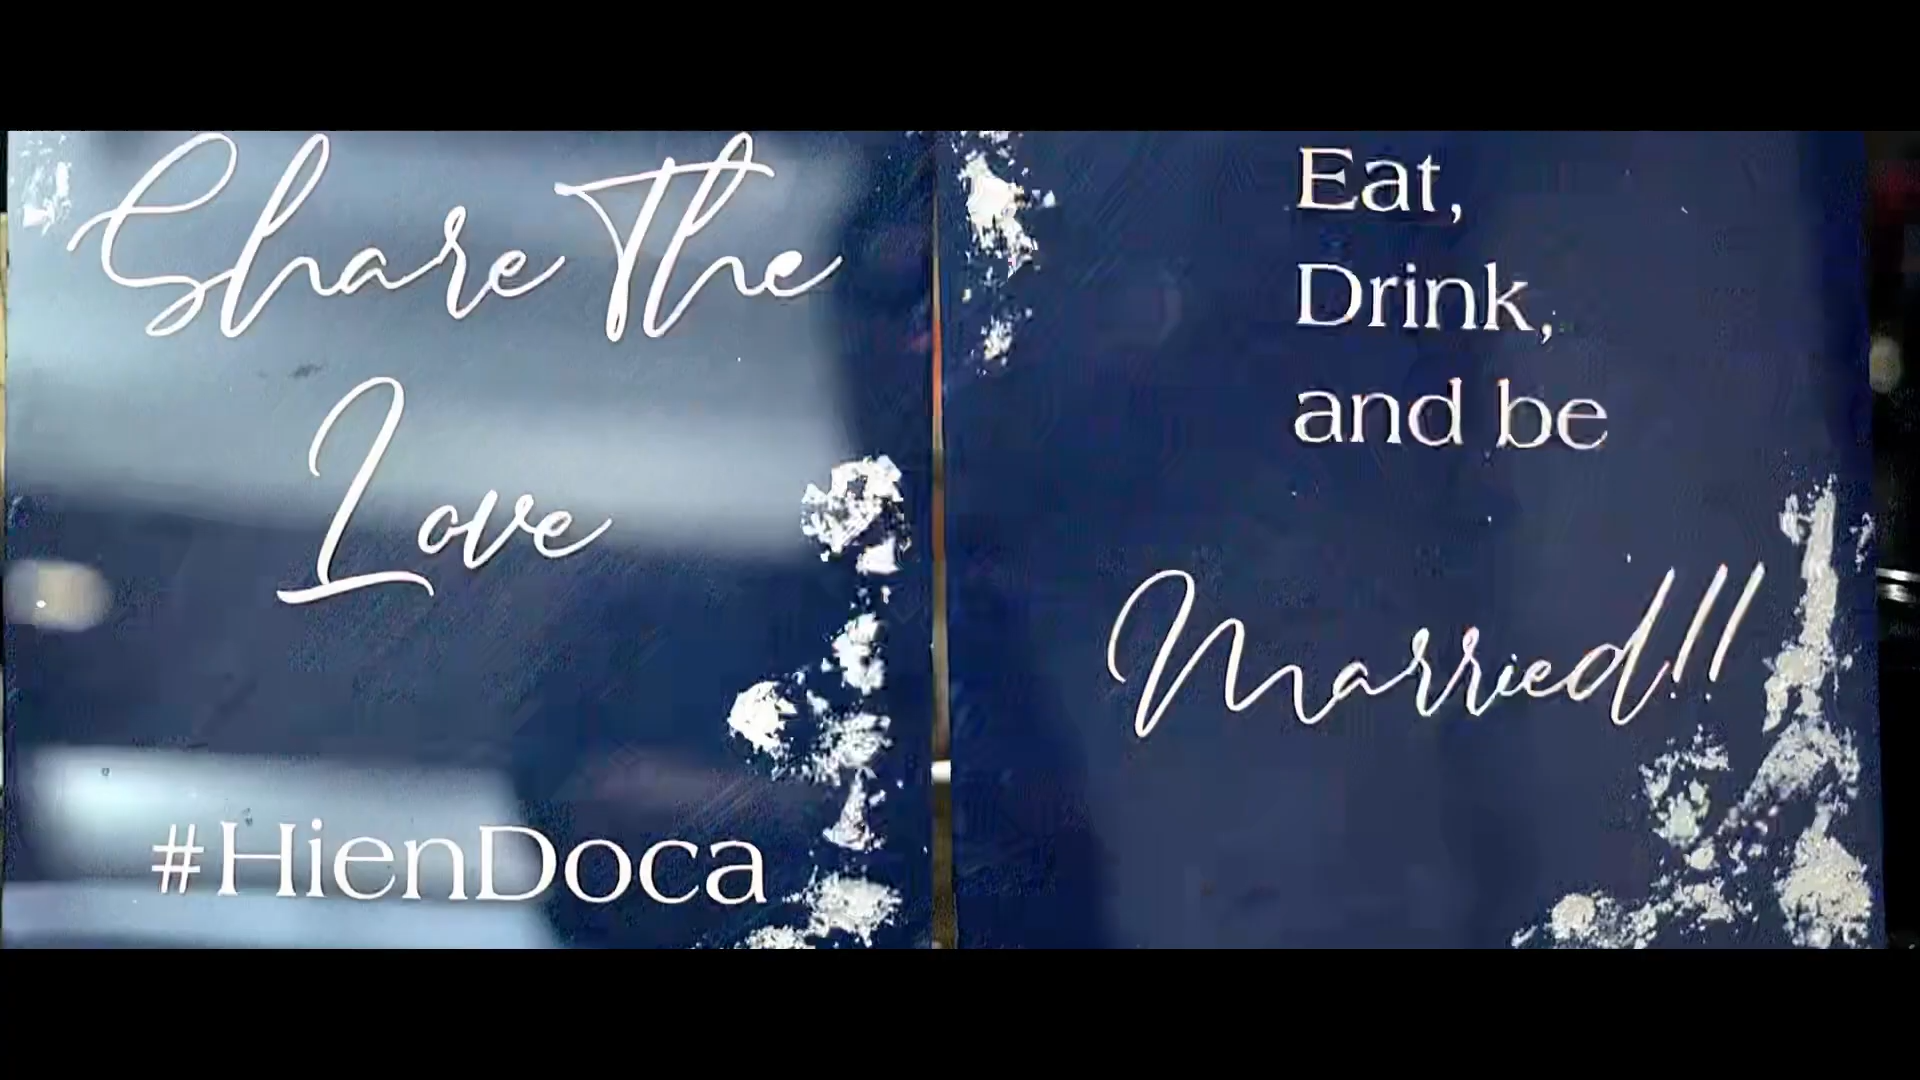 Share The
Love
#HienDoca
Eat,
Drink,
and be
Married!!